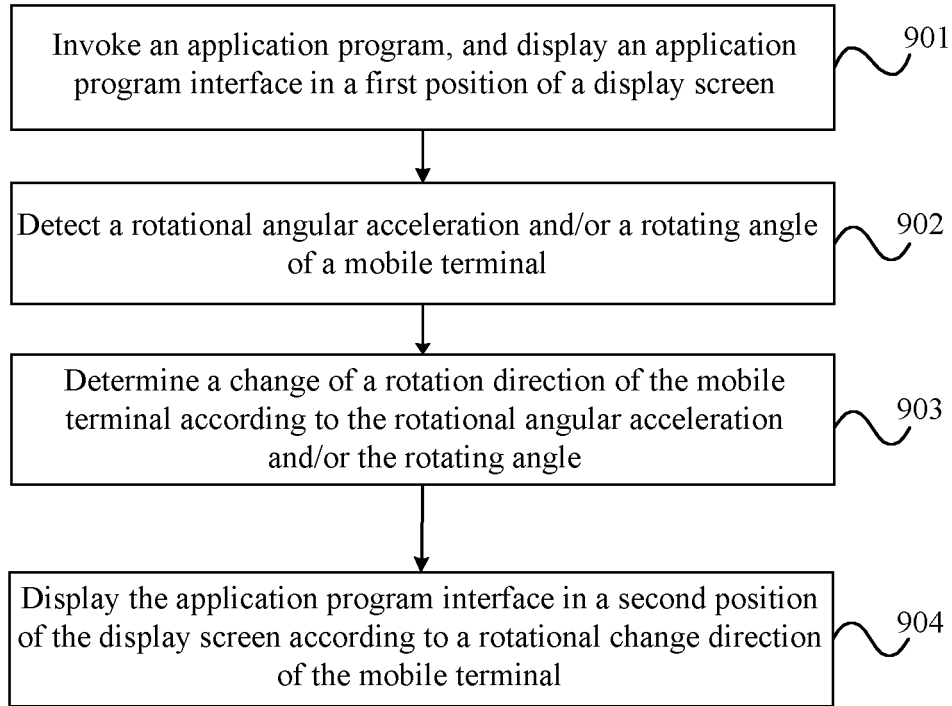 Invoke an application program, and display an application
program interface in a first position of a display screen
901
Detect a rotational angular acceleration and/or a rotating angle
of a mobile terminal
902
Determine a change of a rotation direction of the mobile
terminal according to the rotational angular acceleration
and/or the rotating angle
903
Display the application program interface in a second position
of the display screen according to a rotational change direction
of the mobile terminal
904